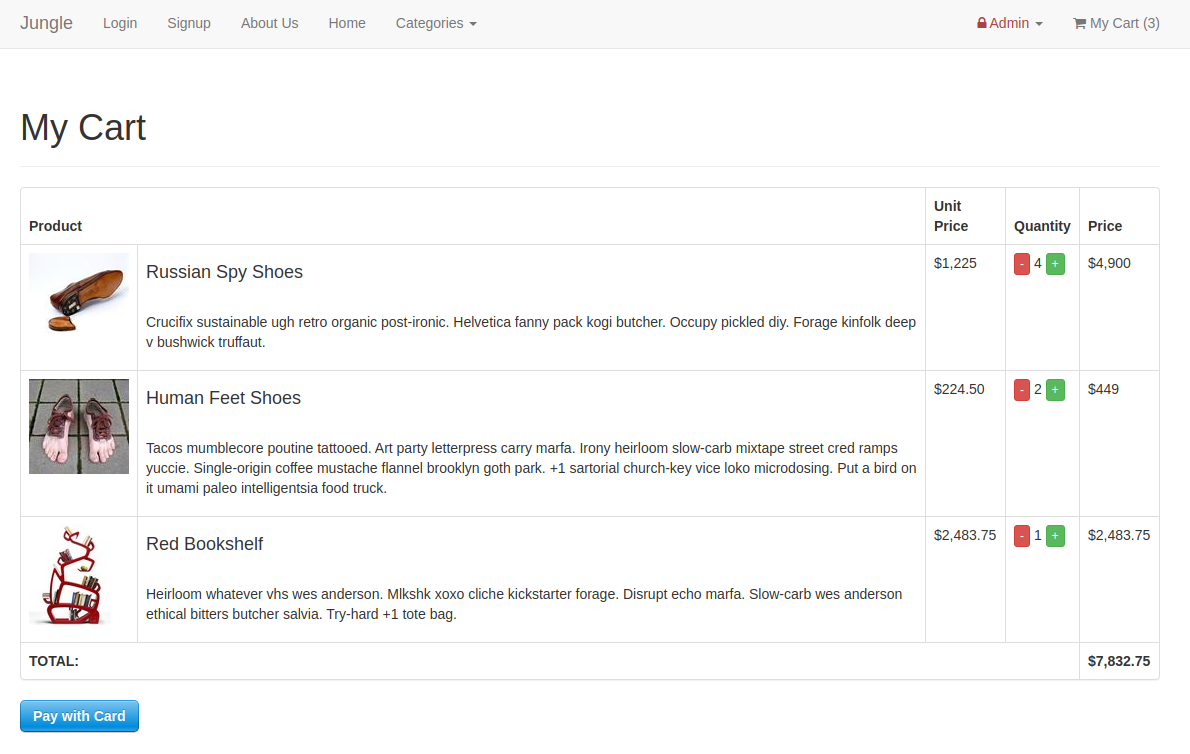 Jungle Login Signup About Us Home Categories Admin My Cart (3)
My Cart
Product Unit Price Quantity Price
Russian Spy Shoes $1,225 - 4 + $4,900
Crucifix sustainable ugh retro organic post-ironic. Helvetica fanny pack kogi butcher. Occupy pickled diy. Forage kinfolk deep
v bushwick truffaut.
Human Feet Shoes $224.50 - 2 + $449
Tacos mumblecore poutine tattooed. Art party letterpress carry marfa. Irony heirloom slow-carb mixtape street cred ramps
yuccie. Single-origin coffee mustache flannel brooklyn goth park. +1 sartorial church-key vice loko microdosing. Put a bird on
it umami paleo intelligentsia food truck.
Red Bookshelf $2,483.75 - 1 + $2,483.75
Heirloom whatever vhs wes anderson. Mlkshk xoxo cliche kickstarter forage. Disrupt echo marfa. Slow-carb wes anderson
ethical bitters butcher salvia. Try-hard +1 tote bag.
TOTAL: $7,832.75
Pay with Card